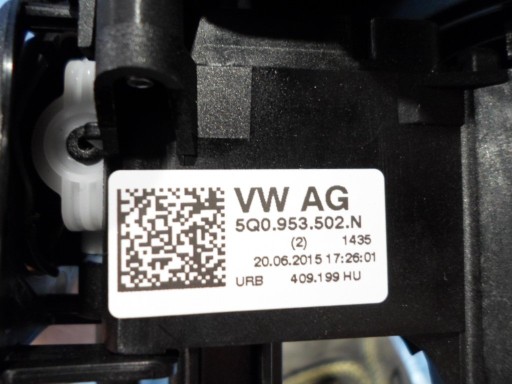 VW AG
5Q0.953.502.N
(2) 1435
20.06.2015 17:26:01
URB 409.199 HU